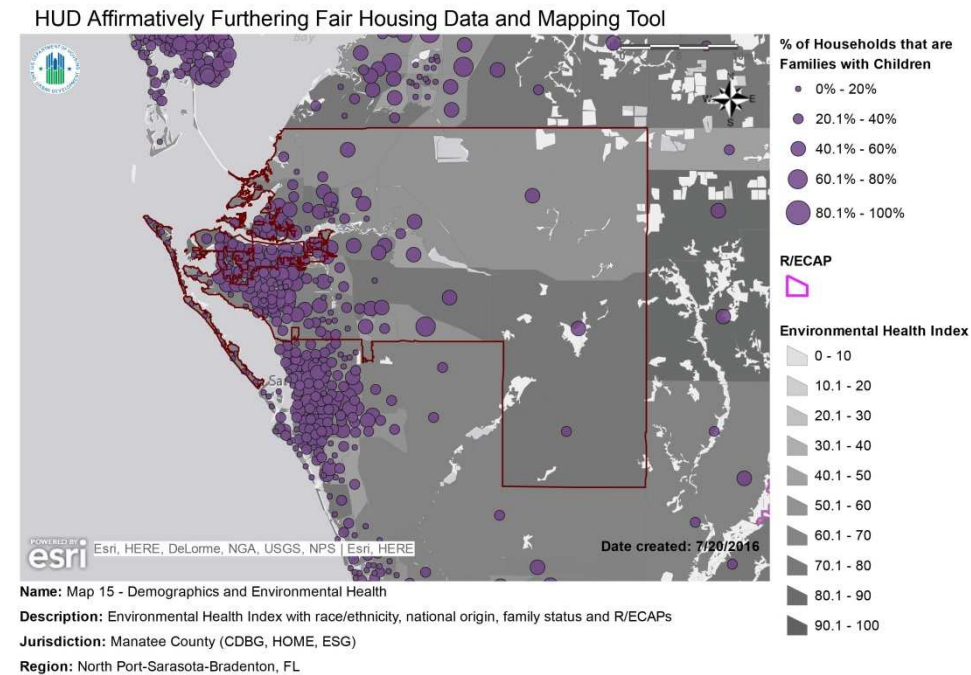 HUD Affirmatively Furthering Fair Housing Data and Mapping Tool
% of Households that are
Families with Children
0% - 20%
20.1% - 40%
40.1% - 60%
60.1% - 80%
80.1% - 100%
R/ECAP
Environmental Health Index
0 - 10
10.1 - 20
20.1 - 30
30.1 - 40
40.1 - 50
50.1 - 60
60.1 - 70
70.1 - 80
80.1 - 90
90.1 - 100
Bay
N
W E
S
POWERED BY
esri
Esri, HERE, DeLorme, NGA, USGS, NPS | Esri, HERE
Date created: 7/20/2016
Name: Map 15 - Demographics and Environmental Health
Description: Environmental Health Index with race/ethnicity, national origin, family status and R/ECAPs
Jurisdiction: Manatee County (CDBG, HOME, ESG)
Region: North Port-Sarasota-Bradenton, FL